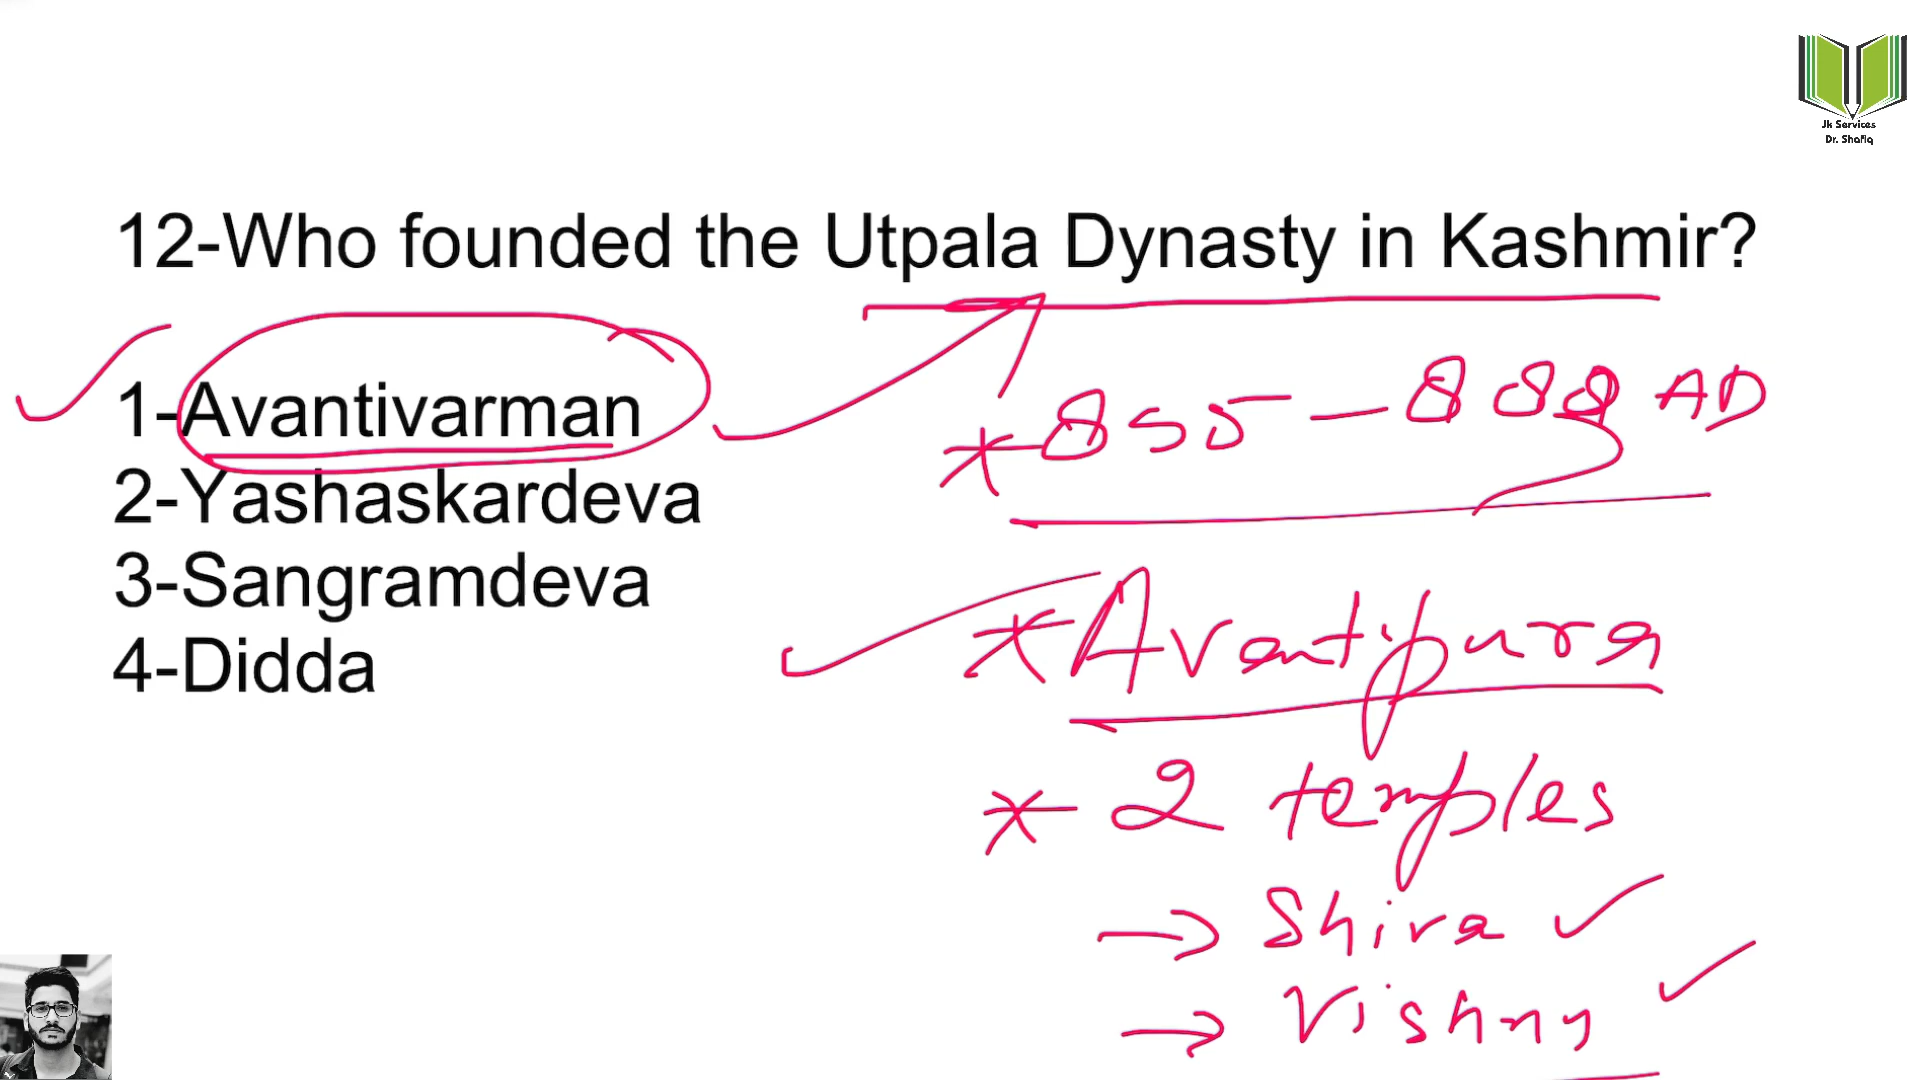 Jk Services
Dr. Shafiq
12-Who founded the Utpala Dynasty in Kashmir?
1-Avantivarman
2-Yashaskardeva
3-Sangramdeva
4-Didda
* 855 - 888 AD
* Avantipura
* 2 temples
→ Shiva ✓
→ Vishnu ✓